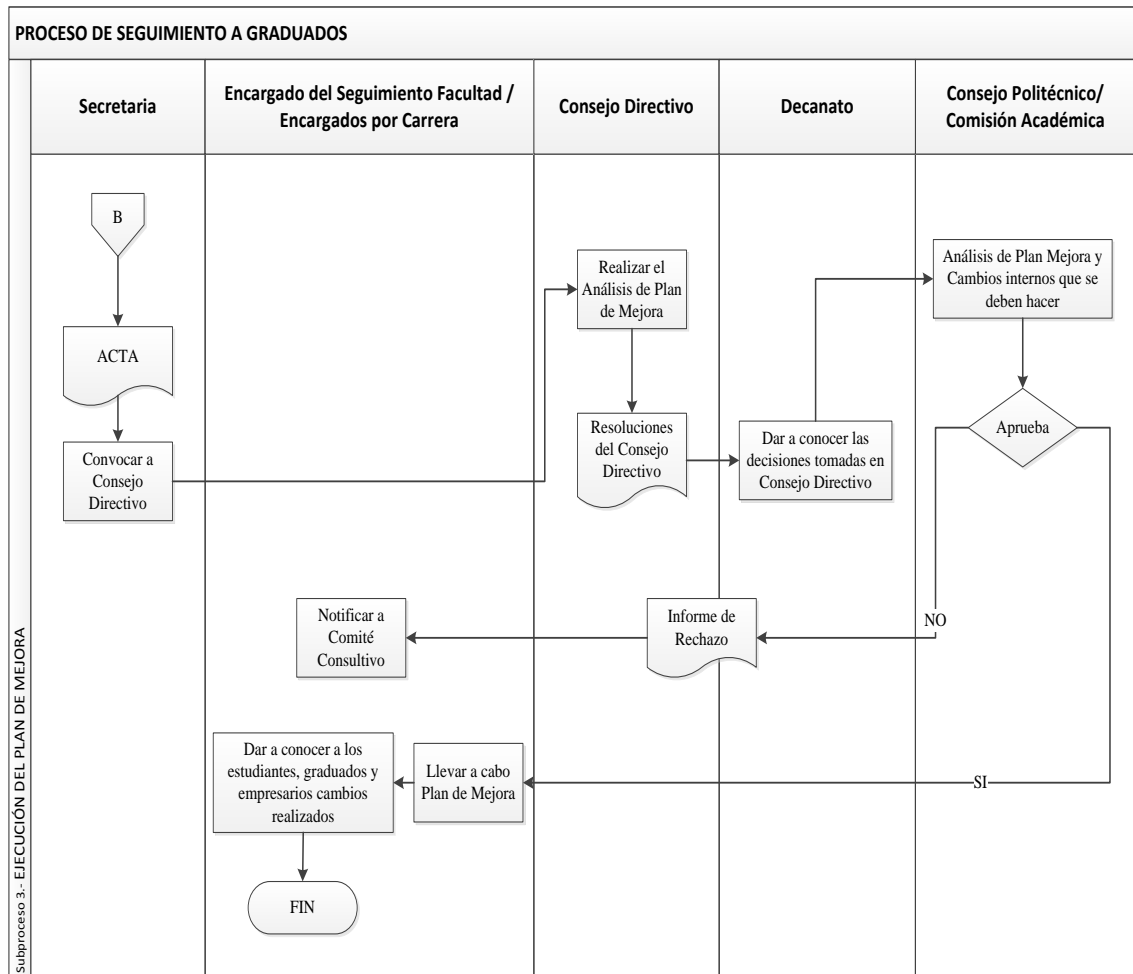 PROCESO DE SEGUIMIENTO A GRADUADOS
Secretaria
Encargado del Seguimiento Facultad /
Encargados por Carrera
Consejo Directivo
Decanato
Consejo Politécnico/
Comisión Académica
B
ACTA
Convocar a
Consejo
Directivo
Realizar el
Análisis de Plan
de Mejora
Resoluciones
del Consejo
Directivo
Dar a conocer las
decisiones tomadas en
Consejo Directivo
Análisis de Plan Mejora y
Cambios internos que se
deben hacer
Aprueba
NO
Informe de
Rechazo
Notificar a
Comité
Consultivo
SI
Llevar a cabo
Plan de Mejora
Dar a conocer a los
estudiantes, graduados y
empresarios cambios
realizados
FIN
Subproceso 3.- EJECUCIÓN DEL PLAN DE MEJORA